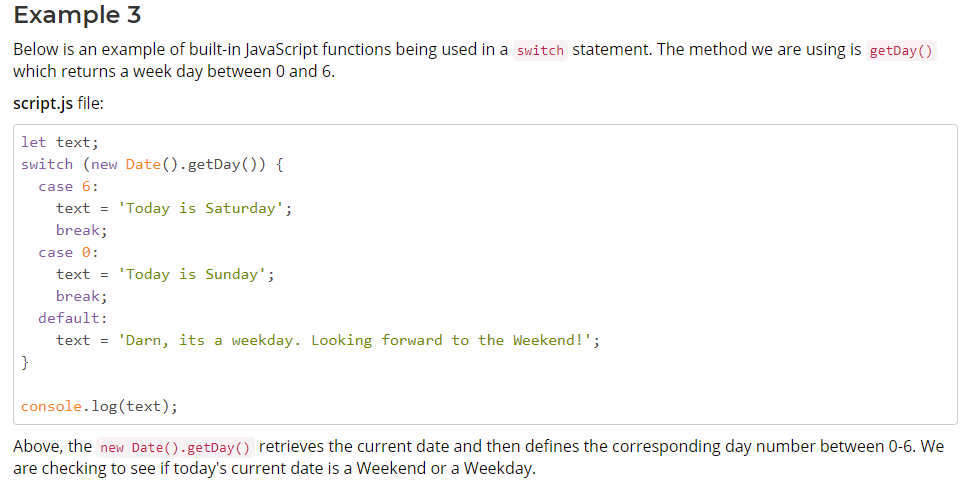 Example 3
Below is an example of built-in JavaScript functions being used in a switch statement. The method we are using is getDay()
which returns a week day between 0 and 6.
script.js file:
let text;
switch (new Date().getDay()) {
  case 6:
    text = 'Today is Saturday';
    break;
  case 0:
    text = 'Today is Sunday';
    break;
  default:
    text = 'Darn, its a weekday. Looking forward to the Weekend!';
}
console.log(text);
Above, the new Date().getDay() retrieves the current date and then defines the corresponding day number between 0-6. We
are checking to see if today's current date is a Weekend or a Weekday.